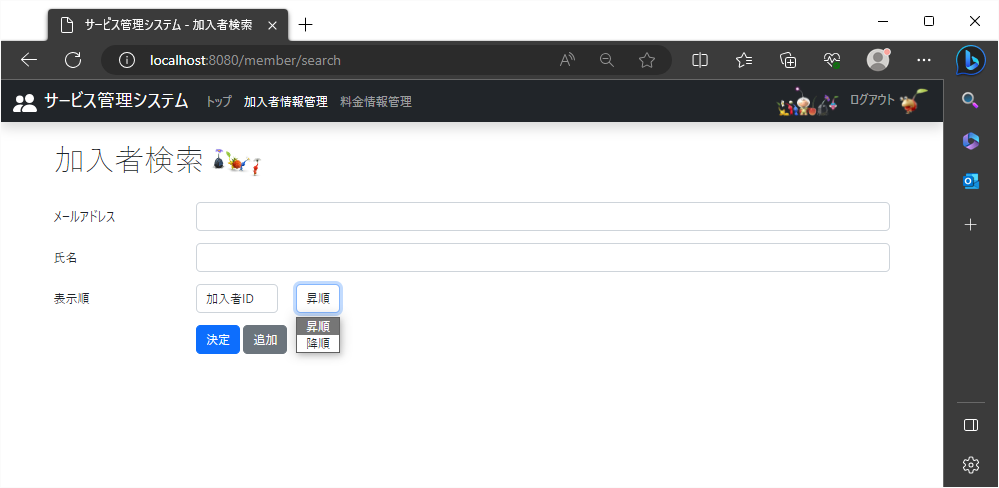 サービス管理システム - 加入者検索
localhost:8080/member/search
サービス管理システム トップ 加入者情報管理 料金情報管理 ログアウト
加入者検索
メールアドレス
氏名
表示順 加入者ID 昇順
昇順
決定 追加 降順